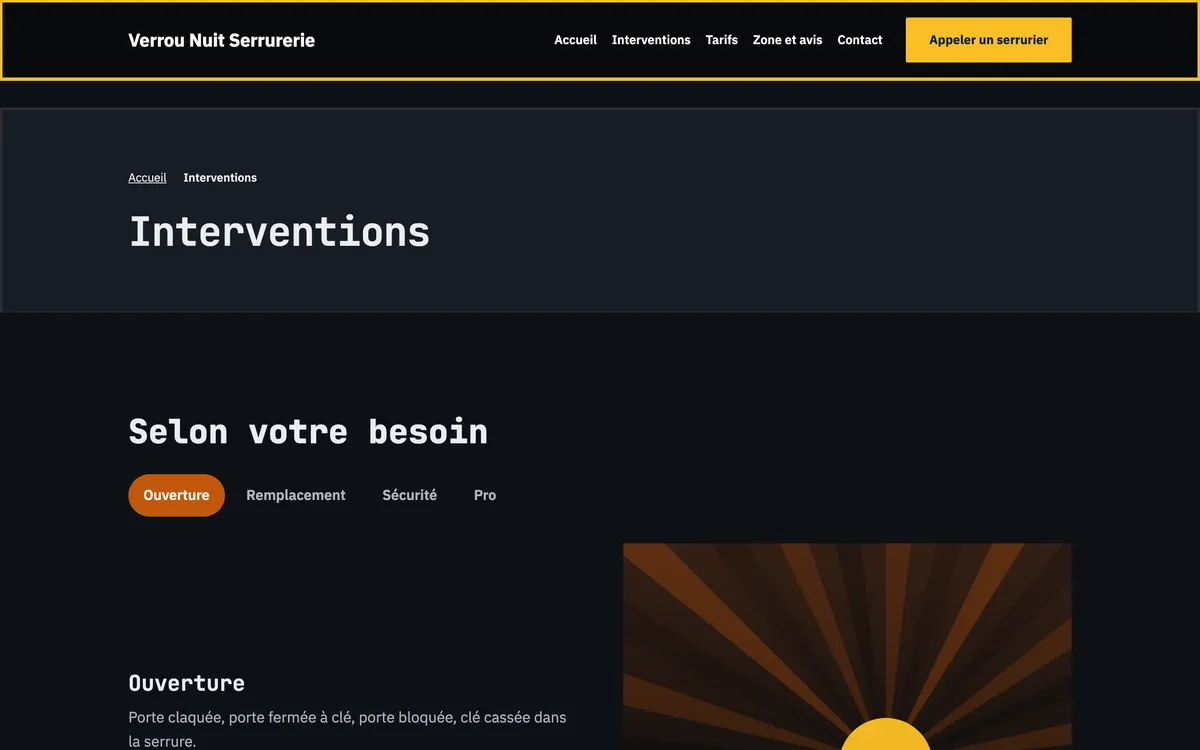 Verrou Nuit Serrurerie
Accueil Interventions Tarifs Zone et avis Contact Appeler un serrurier
Accueil Interventions
Interventions
Selon votre besoin
Ouverture Remplacement Sécurité Pro
Ouverture
Porte claquée, porte fermée à clé, porte bloquée, clé cassée dans
la serrure.